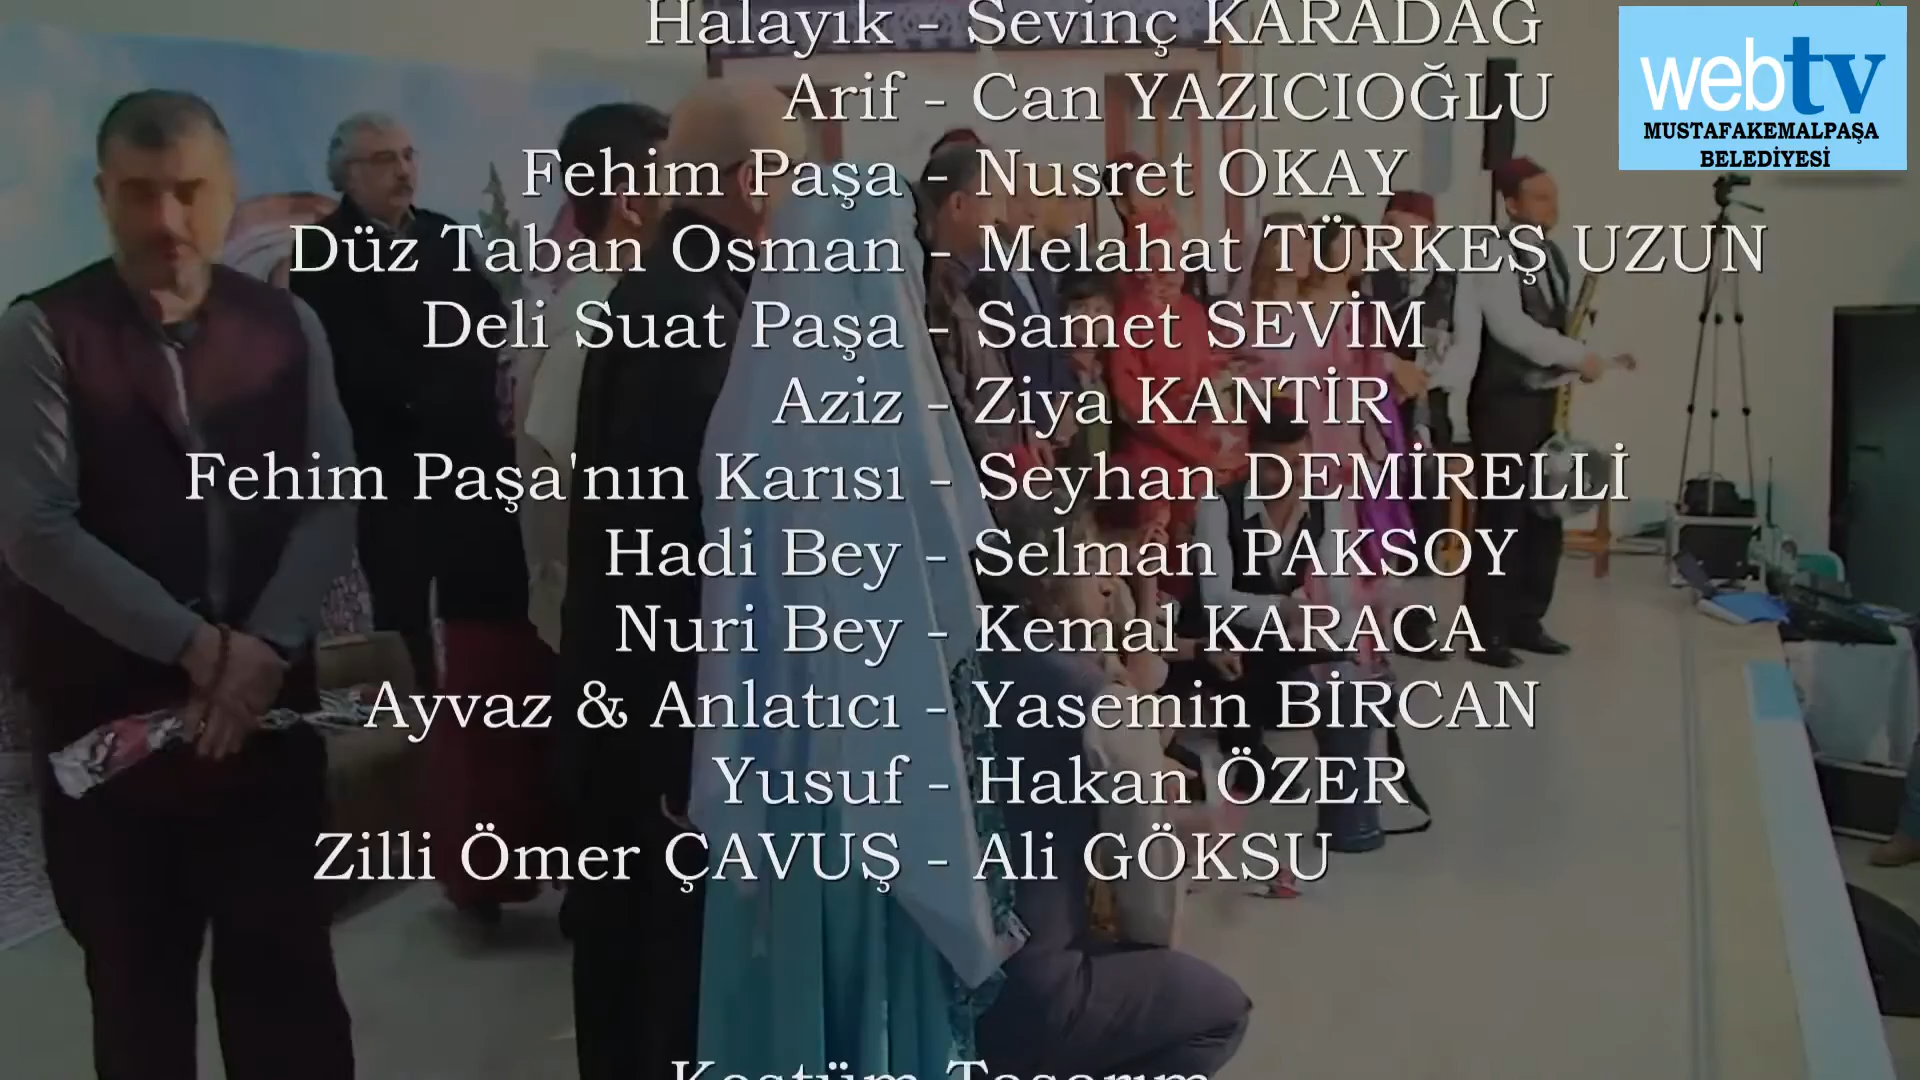 Halayık - Sevinç KARADAĞ
Arif - Can YAZICIOĞLU
Fehim Paşa - Nusret OKAY
Düz Taban Osman - Melahat TÜRKEŞ UZUN
Deli Suat Paşa - Samet SEVİM
Aziz - Ziya KANTİR
Fehim Paşa'nın Karısı - Seyhan DEMİRELLİ
Hadi Bey - Selman PAKSOY
Nuri Bey - Kemal KARACA
Ayvaz & Anlatıcı - Yasemin BİRCAN
Yusuf - Hakan ÖZER
Zilli Ömer ÇAVUŞ - Ali GÖKSU
Kostüm Tasarım
webtv
MUSTAFAKEMALPAŞA
BELEDİYESİ